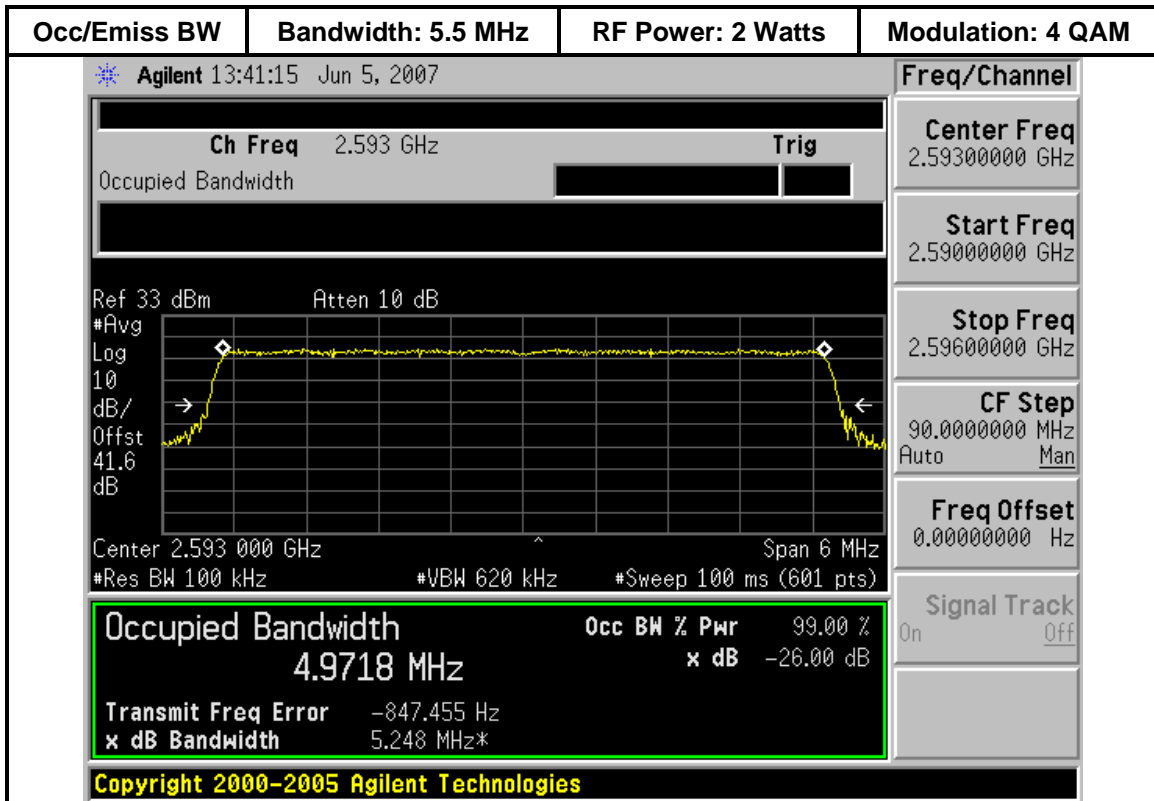 Occ/Emiss BW Bandwidth: 5.5 MHz RF Power: 2 Watts Modulation: 4 QAM
Agilent 13:41:15 Jun 5, 2007 Freq/Channel
Ch Freq 2.593 GHz Trig
Occupied Bandwidth
Center Freq
2.59300000 GHz
Start Freq
2.59000000 GHz
Stop Freq
2.59600000 GHz
CF Step
90.0000000 MHz
Auto Man
Freq Offset
0.00000000 Hz
Signal Track
On Off
Ref 33 dBm Atten 10 dB
#Avg
Log
10
dB/
Offst
41.6
dB
Center 2.593 000 GHz ^ Span 6 MHz
#Res BW 100 kHz #VBW 620 kHz #Sweep 100 ms (601 pts)
Occupied Bandwidth Occ BW % Pwr 99.00 %
4.9718 MHz x dB -26.00 dB
Transmit Freq Error -847.455 Hz
x dB Bandwidth 5.248 MHz*
Copyright 2000-2005 Agilent Technologies